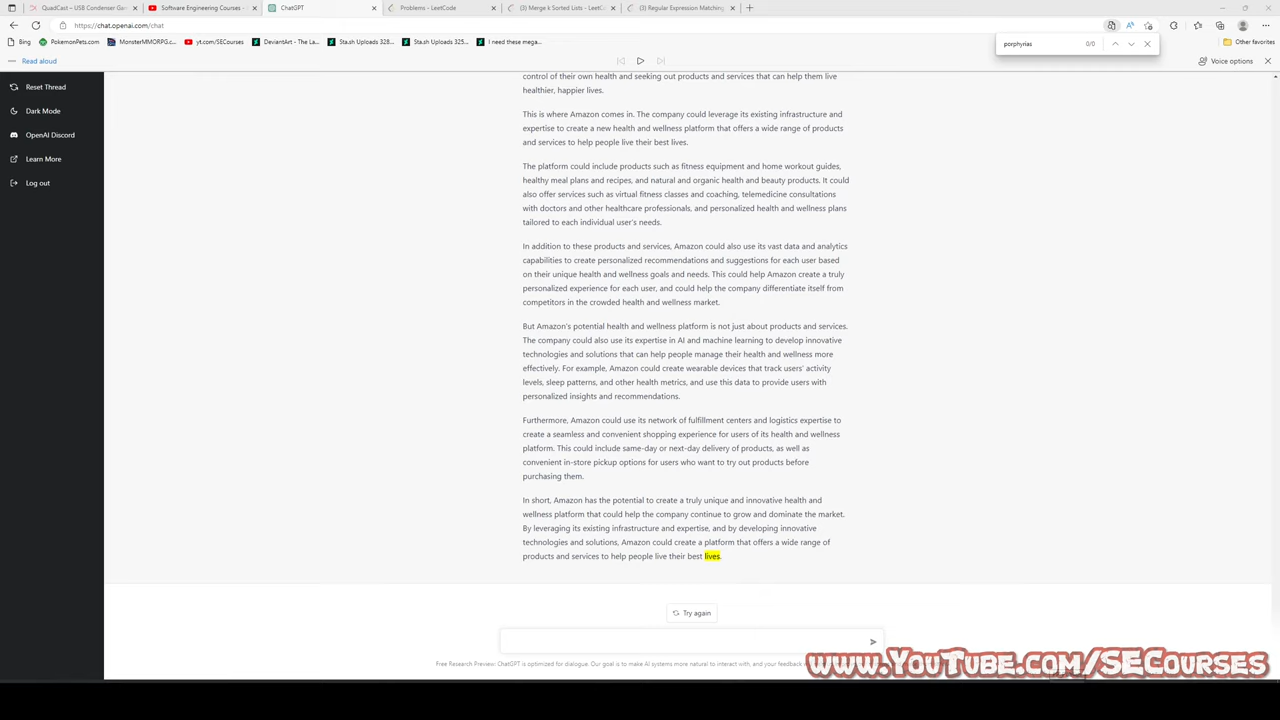 QuadCast – USB Condenser Ga
Software Engineering Courses -
ChatGPT
Problems - LeetCode
(3) Merge k Sorted Lists - LeetC
(3) Regular Expression Matching
https://chat.openai.com/chat
Bing
PokemonPets.com
MonsterMMORPG.c...
yt.com/SECourses
DeviantArt - The La...
Sta.sh Uploads 328...
Sta.sh Uploads 325...
I need these mega...
Other favorites
porphyrias 0/0
Read aloud
Voice options
Reset Thread
Dark Mode
OpenAI Discord
Learn More
Log out
control of their own health and seeking out products and services that can help them live
healthier, happier lives.
This is where Amazon comes in. The company could leverage its existing infrastructure and
expertise to create a new health and wellness platform that offers a wide range of products
and services to help people live their best lives.
The platform could include products such as fitness equipment and home workout guides,
healthy meal plans and recipes, and natural and organic health and beauty products. It could
also offer services such as virtual fitness classes and coaching, telemedicine consultations
with doctors and other healthcare professionals, and personalized health and wellness plans
tailored to each individual user's needs.
In addition to these products and services, Amazon could also use its vast data and analytics
capabilities to create personalized recommendations and suggestions for each user based
on their unique health and wellness goals and needs. This could help Amazon create a truly
personalized experience for each user, and could help the company differentiate itself from
competitors in the crowded health and wellness market.
But Amazon's potential health and wellness platform is not just about products and services.
The company could also use its expertise in AI and machine learning to develop innovative
technologies and solutions that can help people manage their health and wellness more
effectively. For example, Amazon could create wearable devices that track users' activity
levels, sleep patterns, and other health metrics, and use this data to provide users with
personalized insights and recommendations.
Furthermore, Amazon could use its network of fulfillment centers and logistics expertise to
create a seamless and convenient shopping experience for users of its health and wellness
platform. This could include same-day or next-day delivery of products, as well as
convenient in-store pickup options for users who want to try out products before
purchasing them.
In short, Amazon has the potential to create a truly unique and innovative health and
wellness platform that could help the company continue to grow and dominate the market.
By leveraging its existing infrastructure and expertise, and by developing innovative
technologies and solutions, Amazon could create a platform that offers a wide range of
products and services to help people live their best lives.
Try again
Free Research Preview: ChatGPT is optimized for dialogue. Our goal is to make AI systems more natural to interact with, and your feedback
www.YouTube.com/SECourses